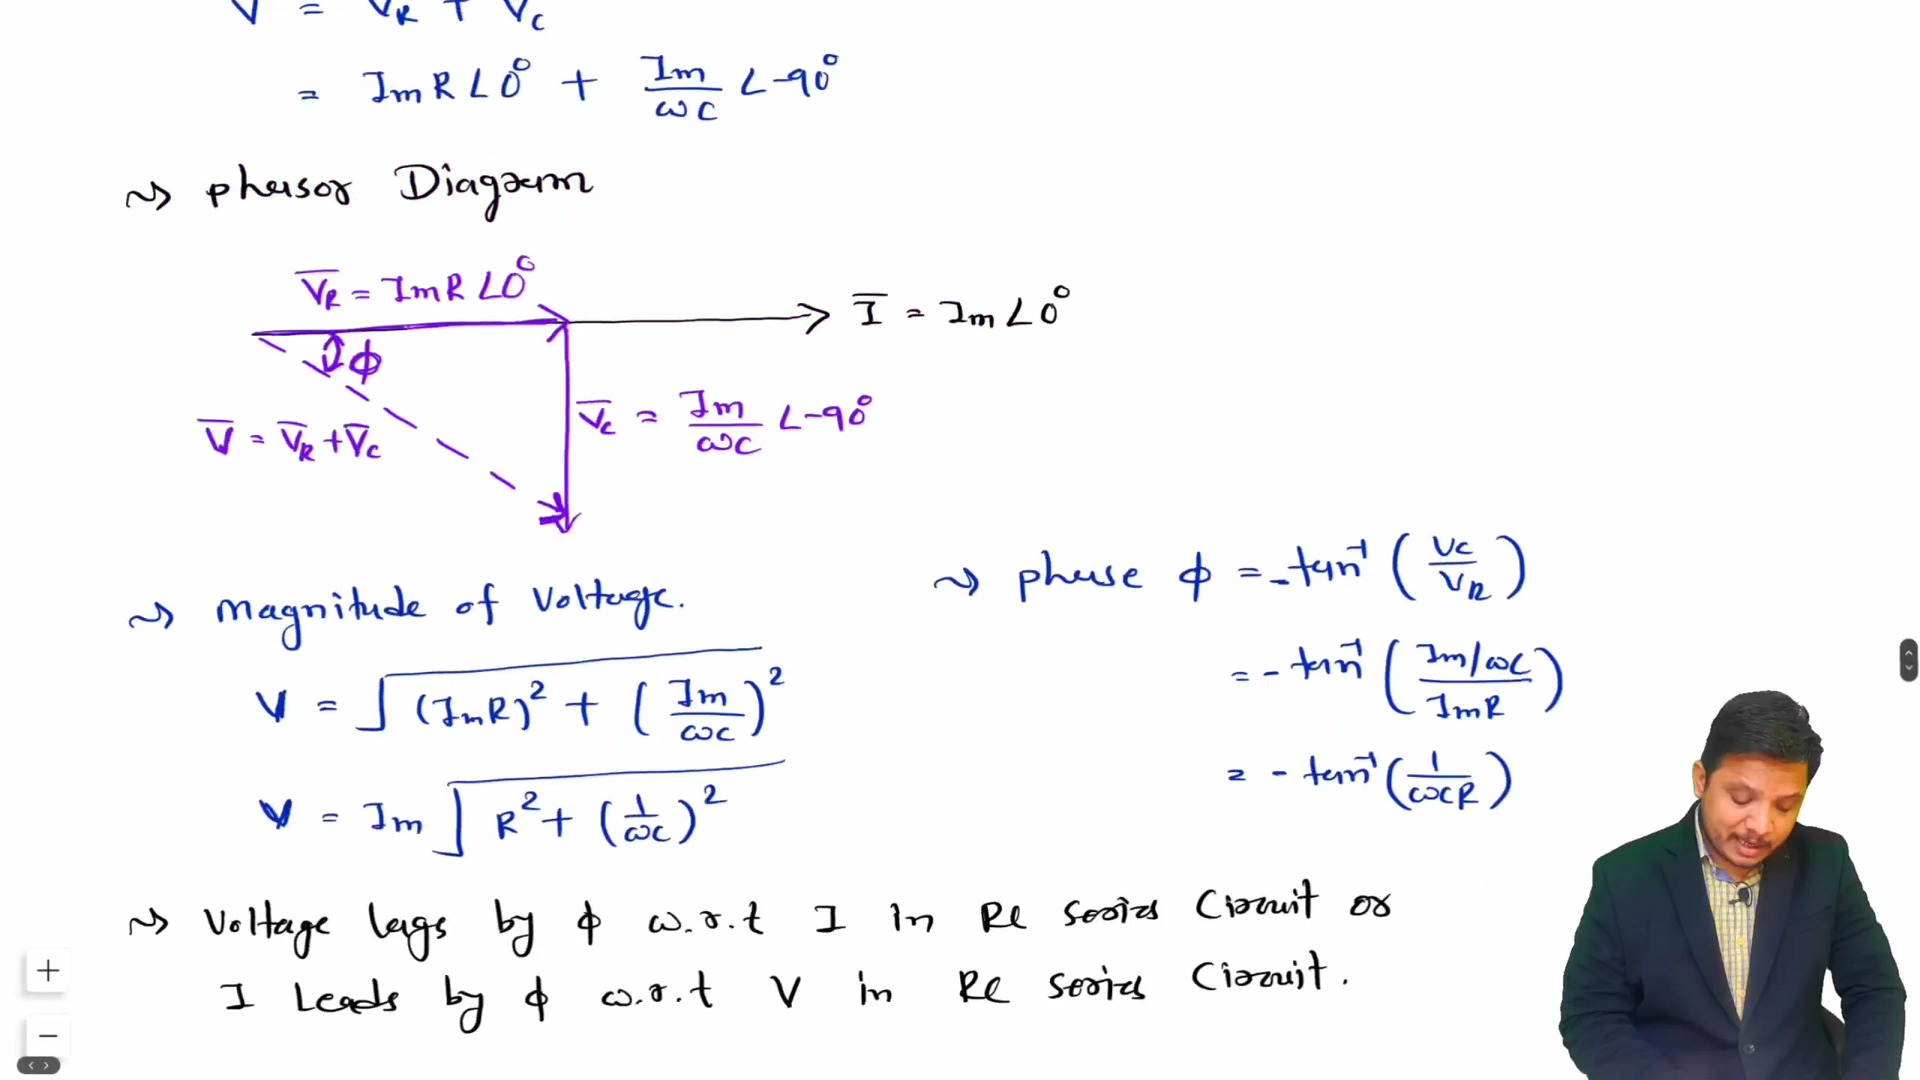 V = VR + VC
= ImR∠0° + Im/ωC ∠-90°
~> phasor Diagram
V̅R = ImR∠0°
I̅ = Im∠0°
ϕ
V̅C = Im/ωC ∠-90°
V̅ = V̅R + V̅C
~> magnitude of Voltage.
V = √((ImR)² + (Im/ωC)²)
V = Im √(R² + (1/ωC)²)
~> phase ϕ = -tan⁻¹(VC/VR)
= -tan⁻¹((Im/ωC)/(ImR))
= -tan⁻¹(1/ωCR)
~> Voltage lags by ϕ w.r.t I in RC series Circuit or
I Leads by ϕ w.r.t V in RC series Circuit.